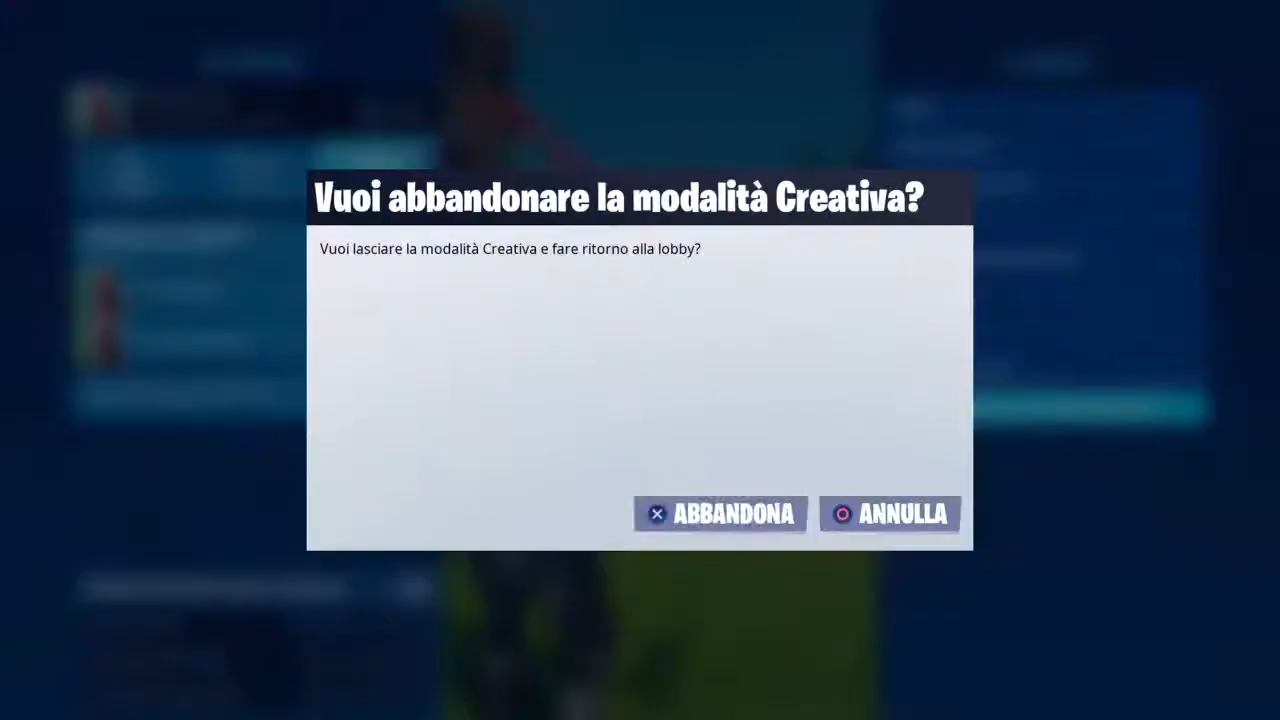 Vuoi abbandonare la modalità Creativa?
Vuoi lasciare la modalità Creativa e fare ritorno alla lobby?
ABBANDONA
ANNULLA